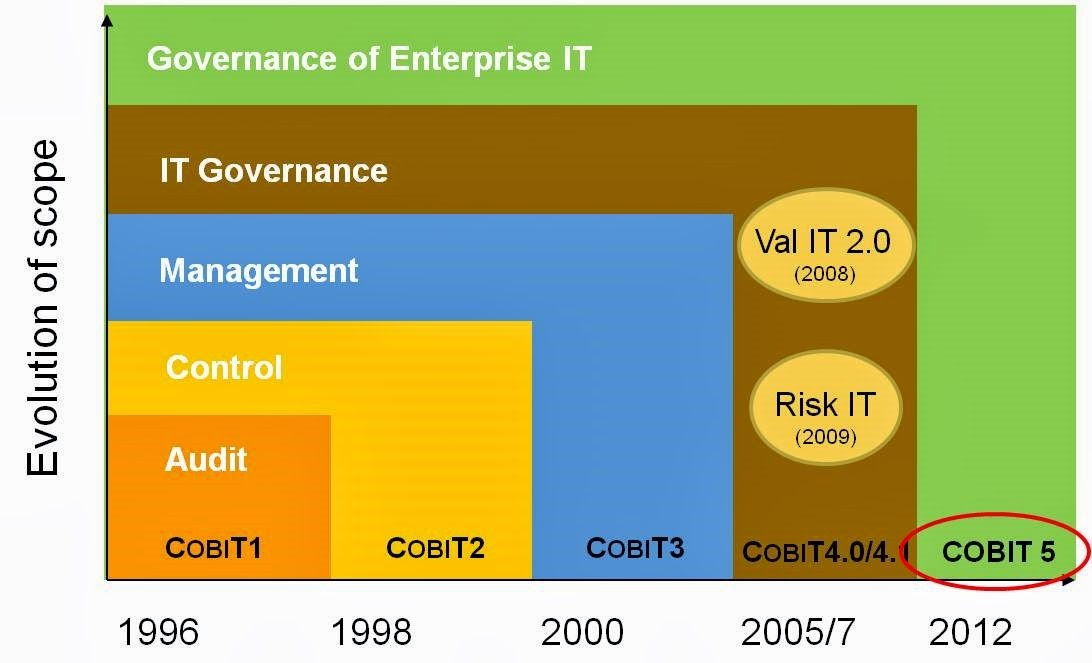 Governance of Enterprise IT
IT Governance
Management
Control
Audit
Val IT 2.0
(2008)
Risk IT
(2009)
COBIT1
COBIT2
COBIT3
COBIT4.0/4.1
COBIT 5
1996
1998
2000
2005/7
2012
Evolution of scope